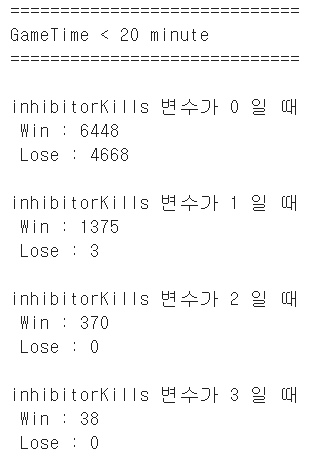 =============================
GameTime < 20 minute
=============================
inhibitorKills 변수가 0 일 때
Win : 6448
Lose : 4668
inhibitorKills 변수가 1 일 때
Win : 1375
Lose : 3
inhibitorKills 변수가 2 일 때
Win : 370
Lose : 0
inhibitorKills 변수가 3 일 때
Win : 38
Lose : 0